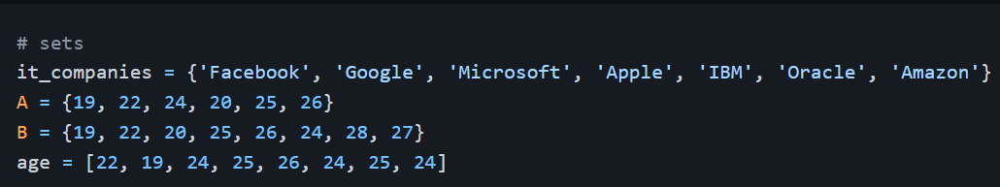 # sets
it_companies = {'Facebook', 'Google', 'Microsoft', 'Apple', 'IBM', 'Oracle', 'Amazon'}
A = {19, 22, 24, 20, 25, 26}
B = {19, 22, 20, 25, 26, 24, 28, 27}
age = [22, 19, 24, 25, 26, 24, 25, 24]